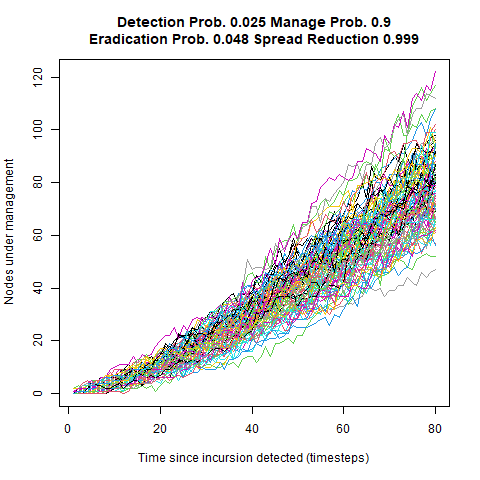 Detection Prob. 0.025 Manage Prob. 0.9
Eradication Prob. 0.048 Spread Reduction 0.999
Nodes under management
120
100
80
60
40
20
0
0 20 40 60 80
Time since incursion detected (timesteps)